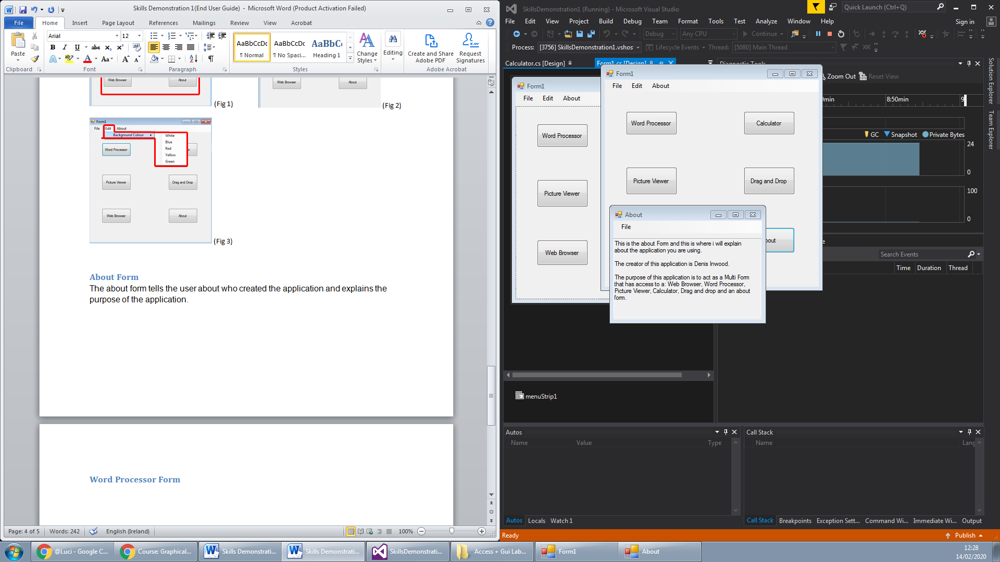 Skills Demonstration 1(End User Guide) - Microsoft Word (Product Activation Failed)
File Home Insert Page Layout References Mailings Review View Acrobat
Paste
Arial 12
AaBbCcDc AaBbCcDc AaBbC
¶ Normal ¶ No Spaci... Heading 1
Change Styles
Editing
Create and Share Adobe PDF
Request Signatures
Clipboard Font Paragraph Styles Adobe Acrobat
Web Browser About
(Fig 1)
Web Browser About
(Fig 2)
Form1
File Edit About
Background Colour
White
Blue
Red
Yellow
Green
Word Processor
Picture Viewer Drag and Drop
Web Browser About
(Fig 3)
About Form
The about form tells the user about who created the application and explains the
purpose of the application.
Word Processor Form
Page: 4 of 5 Words: 242 English (Ireland) 100%
SkillsDemonstration1 (Running) - Microsoft Visual Studio
Quick Launch (Ctrl+Q)
File Edit View Project Build Debug Team Format Tools Test Analyze Window Help
Sign in
Debug Any CPU Continue
Process: [3756] SkillsDemonstration1.vshos Lifecycle Events Thread: [5080] Main Thread
Calculator.cs [Design] Form1.cs [Design]
Diagnostic Tools
Solution Explorer
Team Explorer
Zoom Out Reset View
min 8:50min 9
GC Snapshot Private Bytes
24
0
100
0
Search Events
Time Duration Thread
Form1
File Edit About
Word Processor
Picture Viewer
Web Browser
Form1
File Edit About
Word Processor Calculator
Picture Viewer Drag and Drop
bout
About
File
This is the about Form and this is where i will explain
about the application you are using.
The creator of this application is Denis Inwood.
The purpose of this application is to act as a Multi Form
that has access to a: Web Browser, Word Processor,
Picture Viewer, Calculator, Drag and drop and an about
form.
menuStrip1
Autos
Name Value Type
Call Stack
Name Lang
Autos Locals Watch 1
Call Stack Breakpoints Exception Sett... Command Wi... Immediate Wi... Output
Ready
Publish
@Luci - Google C...
Course: Graphical...
Skills Demonstrati...
Skills Demonstrati...
SkillsDemonstrati...
Access + Gui Lab...
Form1
About
12:28
14/02/2020